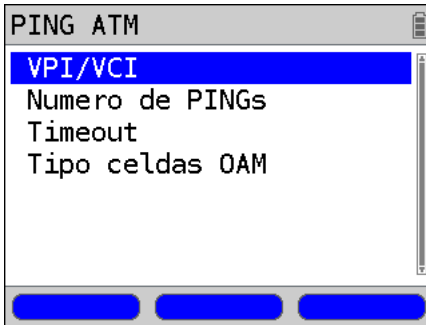 PING ATM
VPI/VCI
Numero de PINGs
Timeout
Tipo celdas OAM